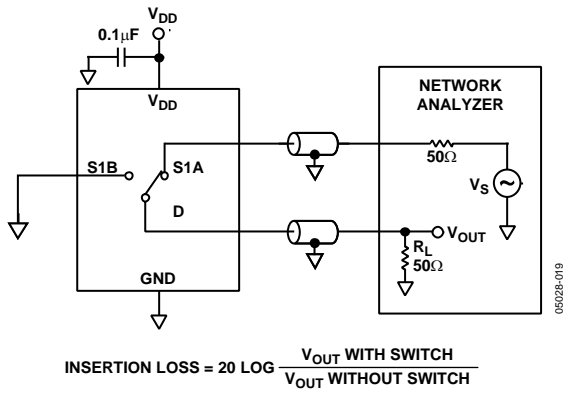 V_DD
0.1μF
V_DD
NETWORK
ANALYZER
S1B
S1A
50Ω
V_S
D
V_OUT
R_L
50Ω
GND
05028-019
INSERTION LOSS = 20 LOG V_OUT WITH SWITCH
V_OUT WITHOUT SWITCH